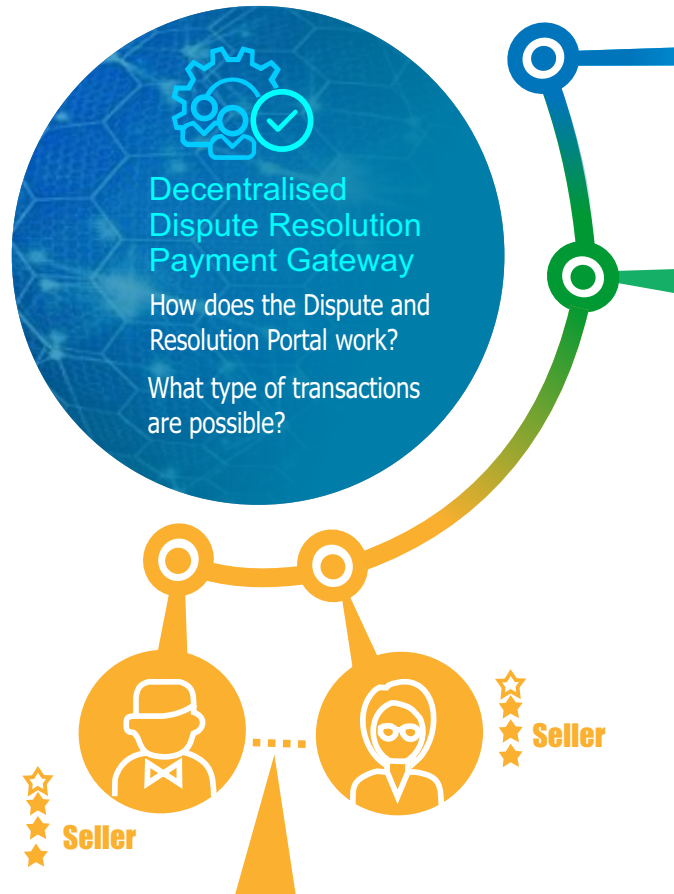 Decentralised
Dispute Resolution
Payment Gateway
How does the Dispute and
Resolution Portal work?
What type of transactions
are possible?
Seller
Seller